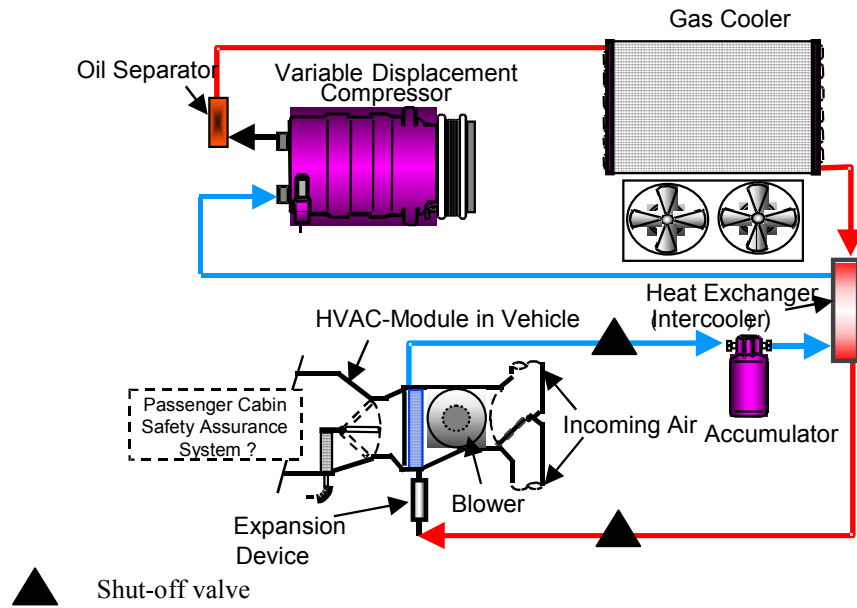 Gas Cooler
Oil Separator
Variable Displacement
Compressor
Heat Exchanger
(Intercooler)
HVAC-Module in Vehicle
Passenger Cabin
Safety Assurance
System ?
Incoming Air
Accumulator
Blower
Expansion
Device
Shut-off valve